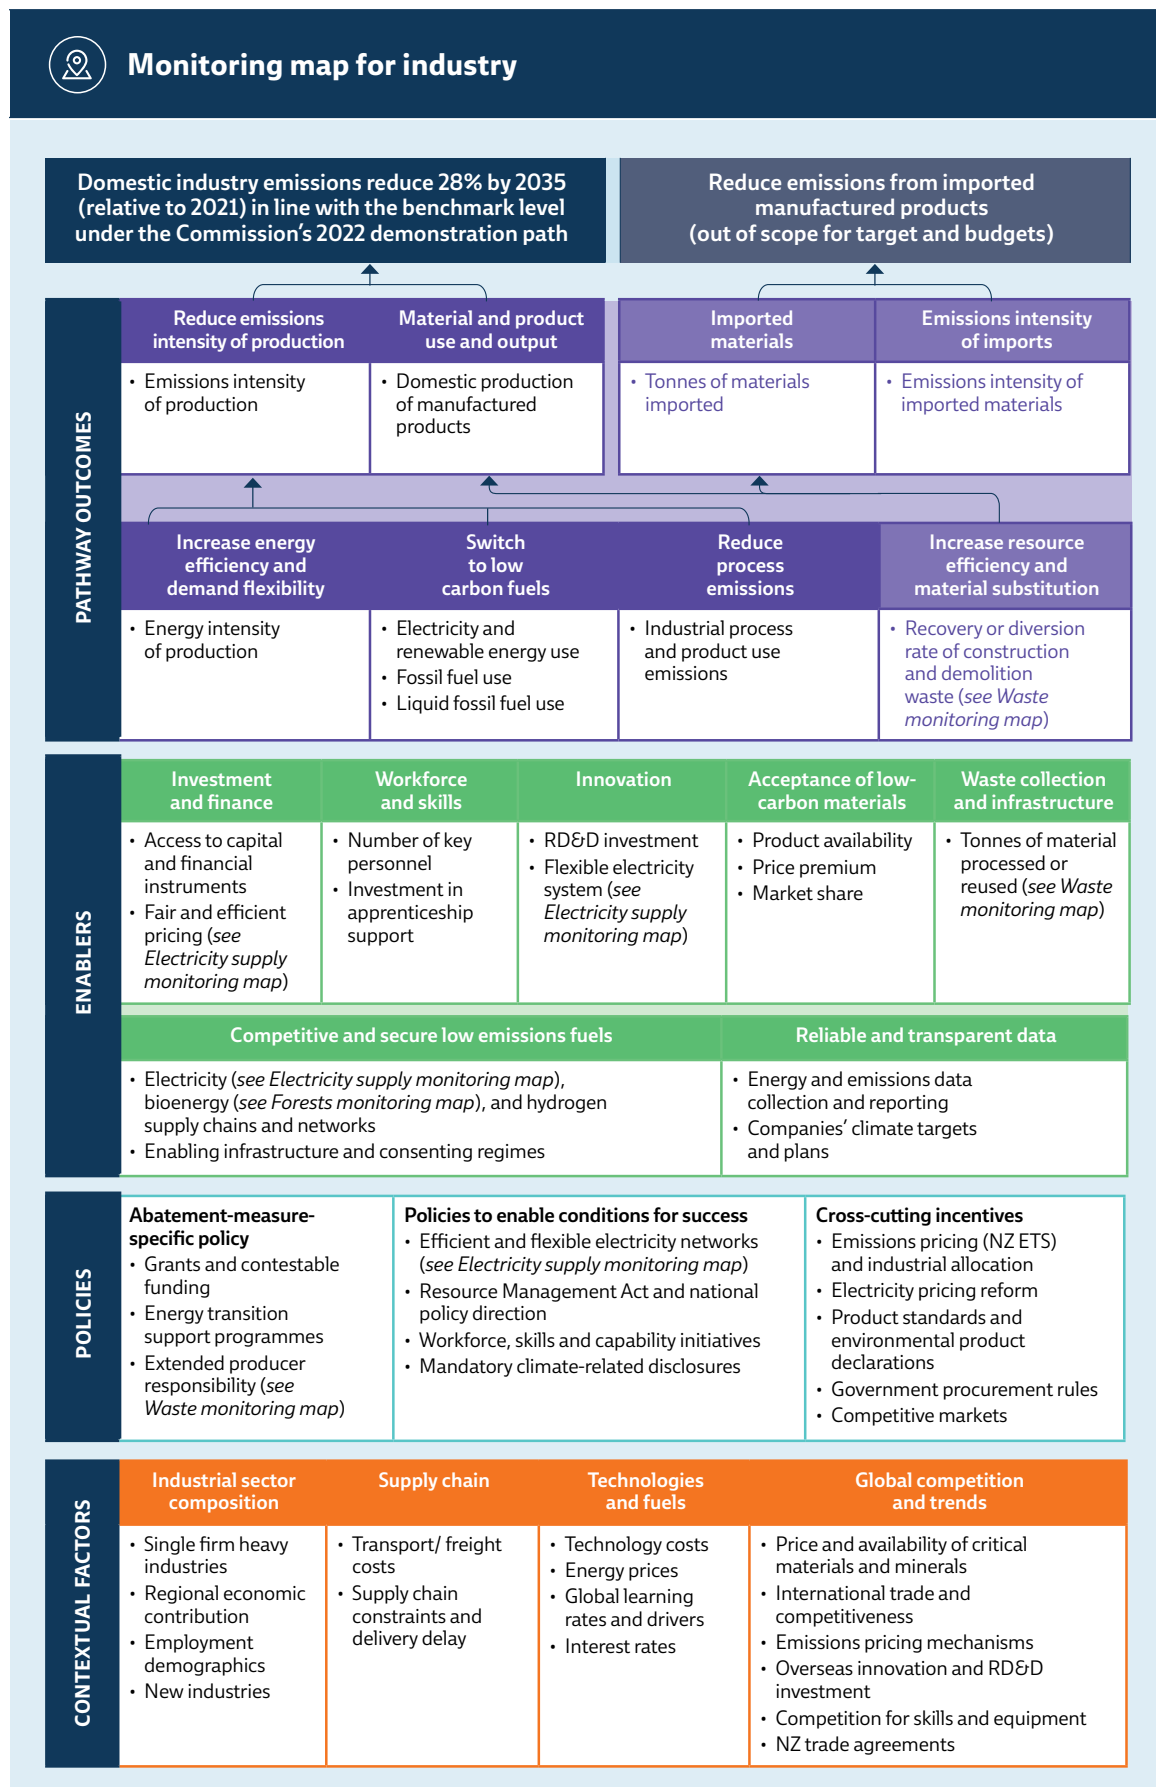 Monitoring map for industry
Domestic industry emissions reduce 28% by 2035
(relative to 2021) in line with the benchmark level
under the Commission’s 2022 demonstration path
Reduce emissions from imported
manufactured products
(out of scope for target and budgets)
PATHWAY OUTCOMES
Reduce emissions
intensity of production
• Emissions intensity
of production
Material and product
use and output
• Domestic production
of manufactured
products
Imported
materials
• Tonnes of materials
imported
Emissions intensity
of imports
• Emissions intensity of
imported materials
Increase energy
efficiency and
demand flexibility
• Energy intensity
of production
Switch
to low
carbon fuels
• Electricity and
renewable energy use
• Fossil fuel use
• Liquid fossil fuel use
Reduce
process
emissions
• Industrial process
and product use
emissions
Increase resource
efficiency and
material substitution
• Recovery or diversion
rate of construction
and demolition
waste (see Waste
monitoring map)
ENABLERS
Investment
and finance
• Access to capital
and financial
instruments
• Fair and efficient
pricing (see
Electricity supply
monitoring map)
Workforce
and skills
• Number of key
personnel
• Investment in
apprenticeship
support
Innovation
• RD&D investment
• Flexible electricity
system (see
Electricity supply
monitoring map)
Acceptance of low-
carbon materials
• Product availability
• Price premium
• Market share
Waste collection
and infrastructure
• Tonnes of material
processed or
reused (see Waste
monitoring map)
Competitive and secure low emissions fuels
• Electricity (see Electricity supply monitoring map),
bioenergy (see Forests monitoring map), and hydrogen
supply chains and networks
• Enabling infrastructure and consenting regimes
Reliable and transparent data
• Energy and emissions data
collection and reporting
• Companies’ climate targets
and plans
POLICIES
Abatement-measure-
specific policy
• Grants and contestable
funding
• Energy transition
support programmes
• Extended producer
responsibility (see
Waste monitoring map)
Policies to enable conditions for success
• Efficient and flexible electricity networks
(see Electricity supply monitoring map)
• Resource Management Act and national
policy direction
• Workforce, skills and capability initiatives
• Mandatory climate-related disclosures
Cross-cutting incentives
• Emissions pricing (NZ ETS)
and industrial allocation
• Electricity pricing reform
• Product standards and
environmental product
declarations
• Government procurement rules
• Competitive markets
CONTEXTUAL FACTORS
Industrial sector
composition
• Single firm heavy
industries
• Regional economic
contribution
• Employment
demographics
• New industries
Supply chain
• Transport/ freight
costs
• Supply chain
constraints and
delivery delay
Technologies
and fuels
• Technology costs
• Energy prices
• Global learning
rates and drivers
• Interest rates
Global competition
and trends
• Price and availability of critical
materials and minerals
• International trade and
competitiveness
• Emissions pricing mechanisms
• Overseas innovation and RD&D
investment
• Competition for skills and equipment
• NZ trade agreements